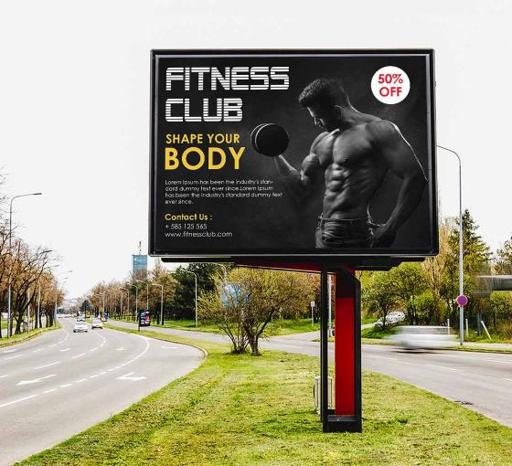 FITNESS
CLUB
50%
OFF
SHAPE YOUR
BODY
Lorem Ipsum has been the industry's stan-
dard dummy text ever since.Lorem Ipsum
has been the industry's standard dummy text
ever since.
Contact Us :
+ 585 125 565
www.fitnessclub.com